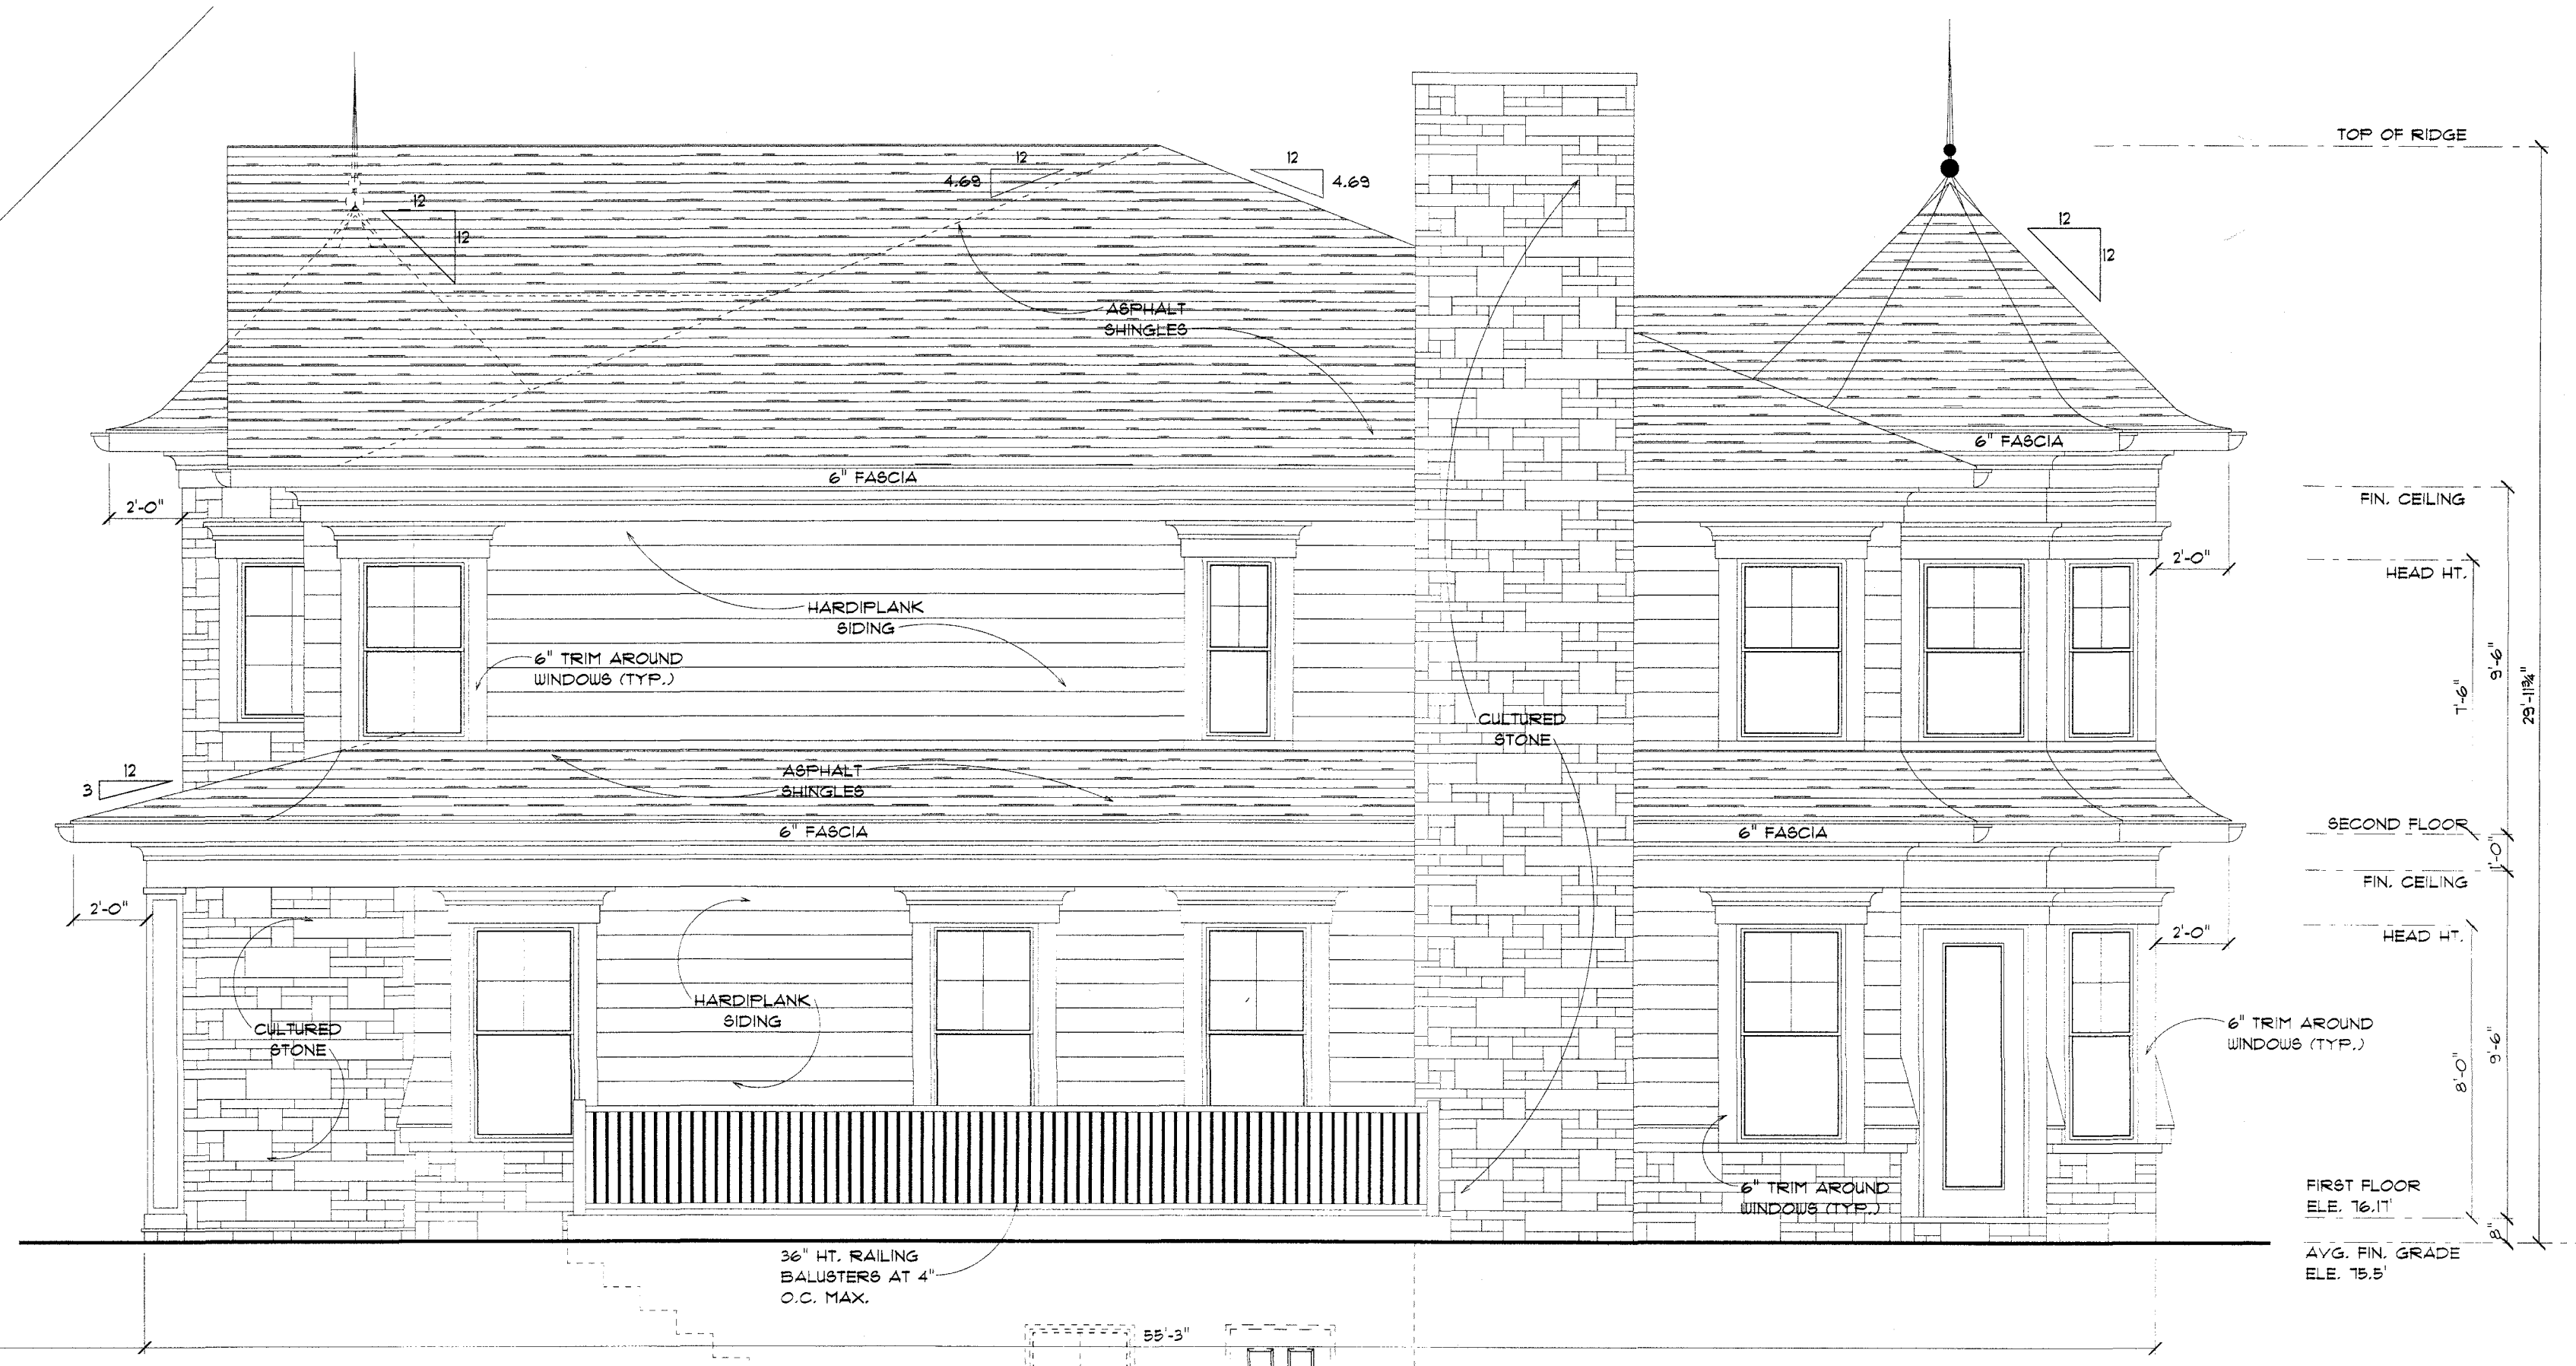 TOP OF RIDGE
12
4.69
12
4.69
12
12
12
12
ASPHALT
SHINGLES
6" FASCIA
6" FASCIA
2'-0"
FIN. CEILING
2'-0"
HEAD HT.
HARDIPLANK
SIDING
6" TRIM AROUND
WINDOWS (TYP.)
7'-6"
9'-6"
29'-11¾"
CULTURED
STONE
12
3
ASPHALT
SHINGLES
6" FASCIA
6" FASCIA
SECOND FLOOR
1'-0"
FIN. CEILING
2'-0"
2'-0"
HEAD HT.
HARDIPLANK
SIDING
CULTURED
STONE
6" TRIM AROUND
WINDOWS (TYP.)
8'-0"
9'-6"
6" TRIM AROUND
WINDOWS (TYP.)
FIRST FLOOR
ELE. 76.17'
8"
36" HT. RAILING
BALUSTERS AT 4"
O.C. MAX.
AVG. FIN. GRADE
ELE. 75.5'
55'-3"